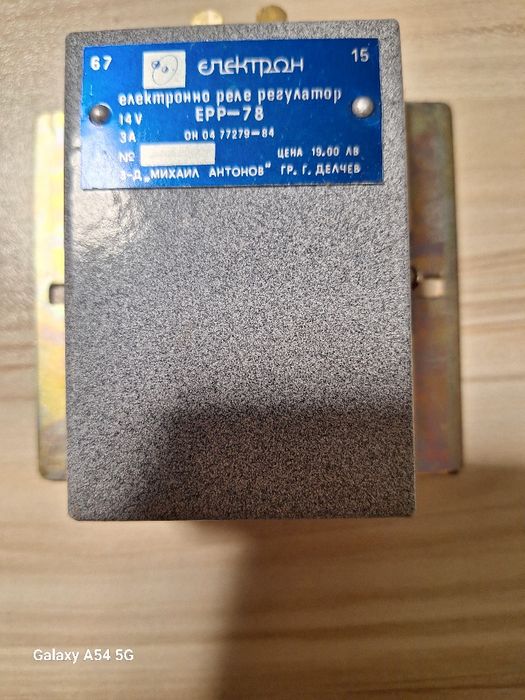 67 ЕЛЕКТРОН 15
електронно реле регулатор
14V ЕРР-78
3А ОН 04 77279-84
№ ЦЕНА 19.00 ЛВ
З-Д „МИХАИЛ АНТОНОВ" ГР. Г. ДЕЛЧЕВ
Galaxy A54 5G